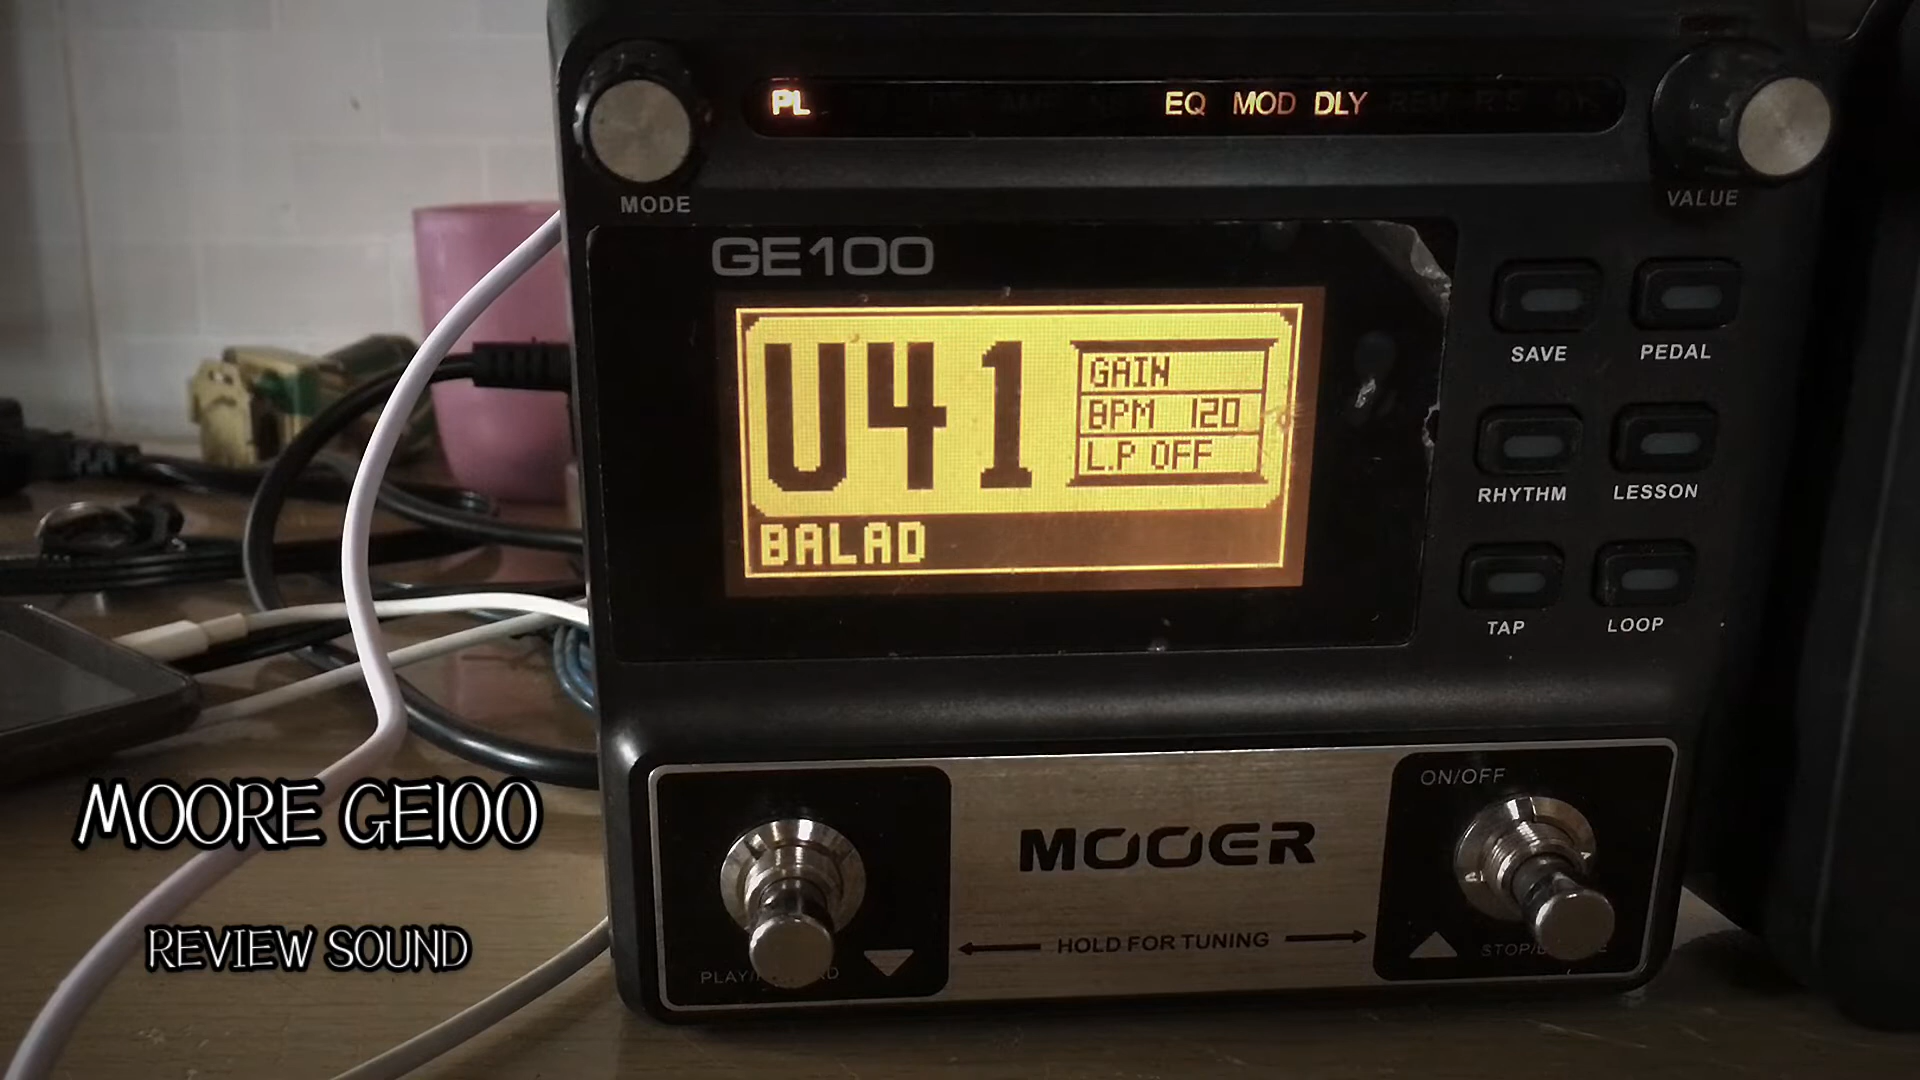 PL EQ MOD DLY
MODE
VALUE
GE100
U41
GAIN
BPM 120
L.P OFF
BALAD
SAVE PEDAL
RHYTHM LESSON
TAP LOOP
ON/OFF
MOOER
HOLD FOR TUNING
MOORE GE100
REVIEW SOUND